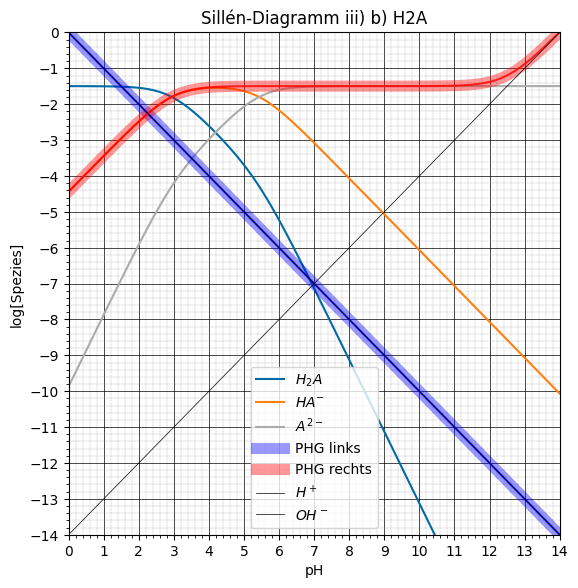 Sillén-Diagramm iii) b) H2A
log[Spezies]
0
−1
−2
−3
−4
−5
−6
−7
−8
−9
−10
−11
−12
−13
−14
H₂A
HA⁻
A²⁻
PHG links
PHG rechts
H⁺
OH⁻
0 1 2 3 4 5 6 7 8 9 10 11 12 13 14
pH